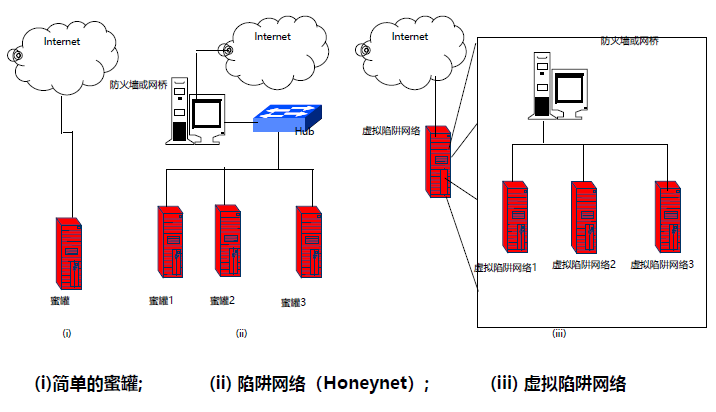 Internet
Internet
Internet
防火墙或网桥
防火墙或网桥
Hub
虚拟陷阱网络
蜜罐
蜜罐1
蜜罐2
蜜罐3
虚拟陷阱网络1
虚拟陷阱网络2
虚拟陷阱网络3
(i)
(ii)
(iii)
(i)简单的蜜罐;
(ii) 陷阱网络（Honeynet）;
(iii) 虚拟陷阱网络